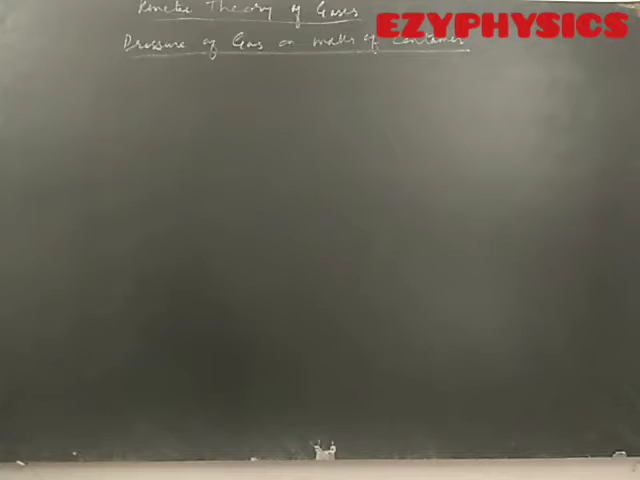 Kinetic Theory of Gases
EZYPHYSICS
Pressure of Gas on walls of Container